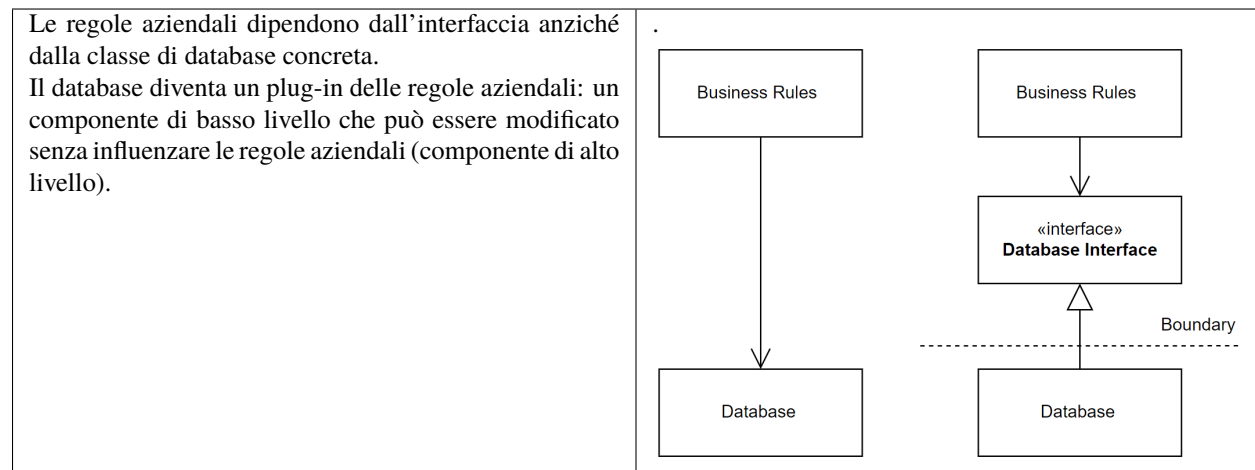 Le regole aziendali dipendono dall'interfaccia anziché
dalla classe di database concreta.
Il database diventa un plug-in delle regole aziendali: un
componente di basso livello che può essere modificato
senza influenzare le regole aziendali (componente di alto
livello).
.
Business Rules
Business Rules
«interface»
Database Interface
Boundary
Database
Database